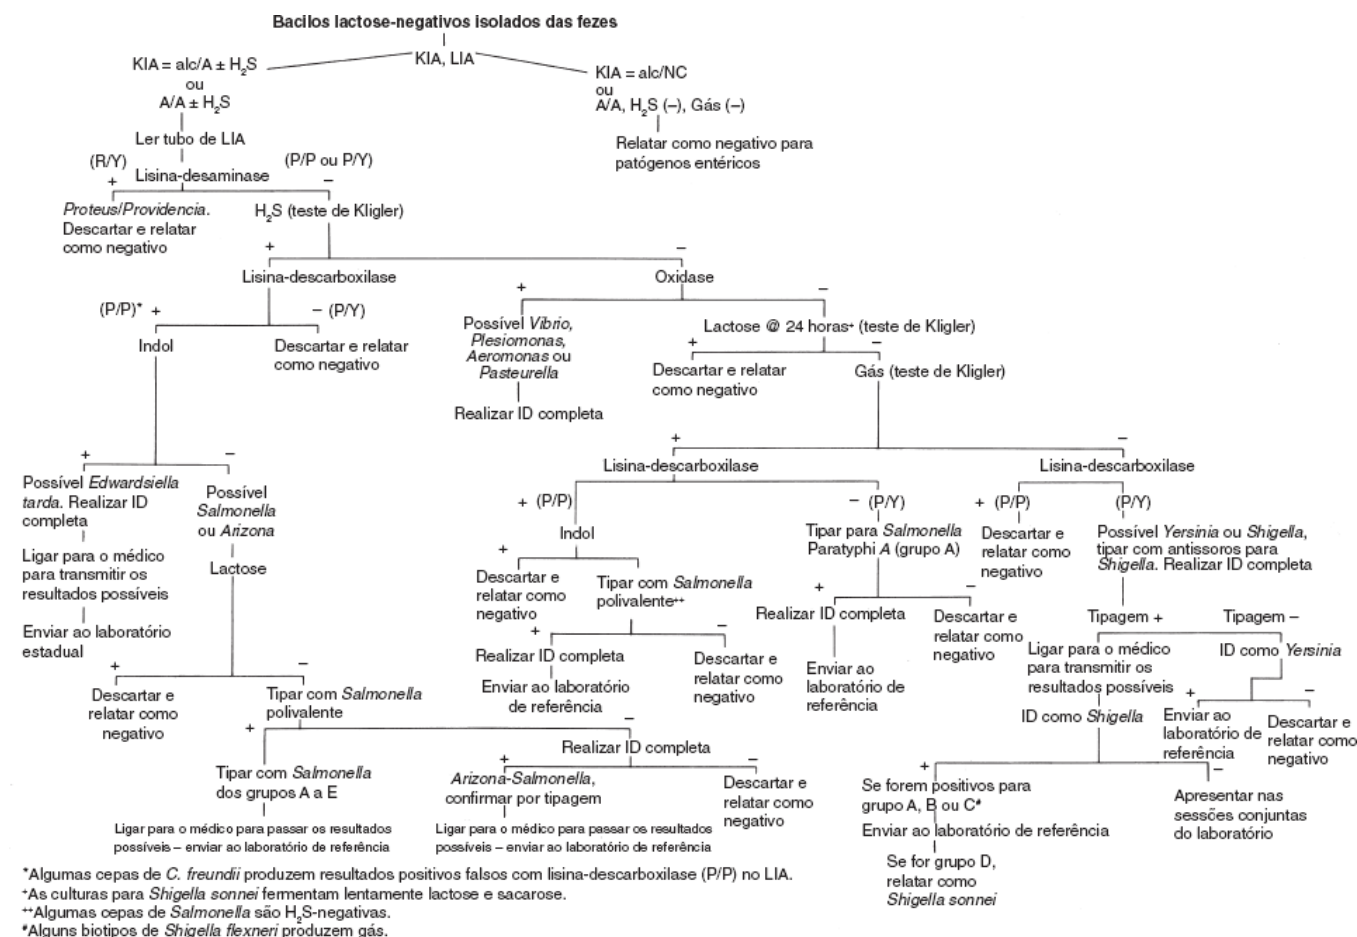 Bacilos lactose-negativos isolados das fezes
KIA, LIA
KIA = alc/A ± H₂S
ou
A/A ± H₂S
KIA = alc/NC
ou
A/A, H₂S (–), Gás (–)
Ler tubo de LIA
Relatar como negativo para
patógenos entéricos
(R/Y)
+
Lisina-desaminase
(P/P ou P/Y)
–
Proteus/Providencia.
Descartar e relatar
como negativo
H₂S (teste de Kligler)
+
–
Lisina-descarboxilase
Oxidase
(P/P)* +
– (P/Y)
Indol
Descartar e relatar
como negativo
+
–
Possível Vibrio,
Plesiomonas,
Aeromonas ou
Pasteurella
Realizar ID completa
Lactose @ 24 horas⁺ (teste de Kligler)
+
–
Descartar e relatar
como negativo
Gás (teste de Kligler)
+
–
Possível Edwardsiella
tarda. Realizar ID
completa
Ligar para o médico
para transmitir os
resultados possíveis
Enviar ao laboratório
estadual
Possível
Salmonella
ou Arizona
Lactose
+
–
Descartar e
relatar como
negativo
Tipar com Salmonella
polivalente
+
–
Tipar com Salmonella
dos grupos A a E
Ligar para o médico para passar os resultados
possíveis – enviar ao laboratório de referência
Realizar ID completa
+
–
Arizona-Salmonella,
confirmar por tipagem
Ligar para o médico para passar os resultados
possíveis – enviar ao laboratório de referência
Descartar e
relatar como
negativo
+
–
Lisina-descarboxilase
Lisina-descarboxilase
+ (P/P)
– (P/Y)
Indol
+
–
Descartar e
relatar como
negativo
Tipar com Salmonella
polivalente⁺⁺
+
–
Realizar ID completa
Enviar ao laboratório
de referência
Descartar e
relatar como
negativo
Tipar para Salmonella
Paratyphi A (grupo A)
+
–
Realizar ID completa
Enviar ao
laboratório de
referência
Descartar e
relatar como
negativo
+ (P/P)
(P/Y)
Descartar e
relatar como
negativo
Possível Yersinia ou Shigella,
tipar com antissoros para
Shigella. Realizar ID completa
Tipagem +
Tipagem –
Ligar para o médico
para transmitir os
resultados possíveis
ID como Shigella
ID como Yersinia
+
–
Enviar ao
laboratório de
referência
Descartar e
relatar como
negativo
+
–
Se forem positivos para
grupo A, B ou C#
Enviar ao laboratório de referência
Se for grupo D,
relatar como
Shigella sonnei
Apresentar nas
sessões conjuntas
do laboratório
*Algumas cepas de C. freundii produzem resultados positivos falsos com lisina-descarboxilase (P/P) no LIA.
⁺As culturas para Shigella sonnei fermentam lentamente lactose e sacarose.
⁺⁺Algumas cepas de Salmonella são H₂S-negativas.
#Alguns biotipos de Shigella flexneri produzem gás.